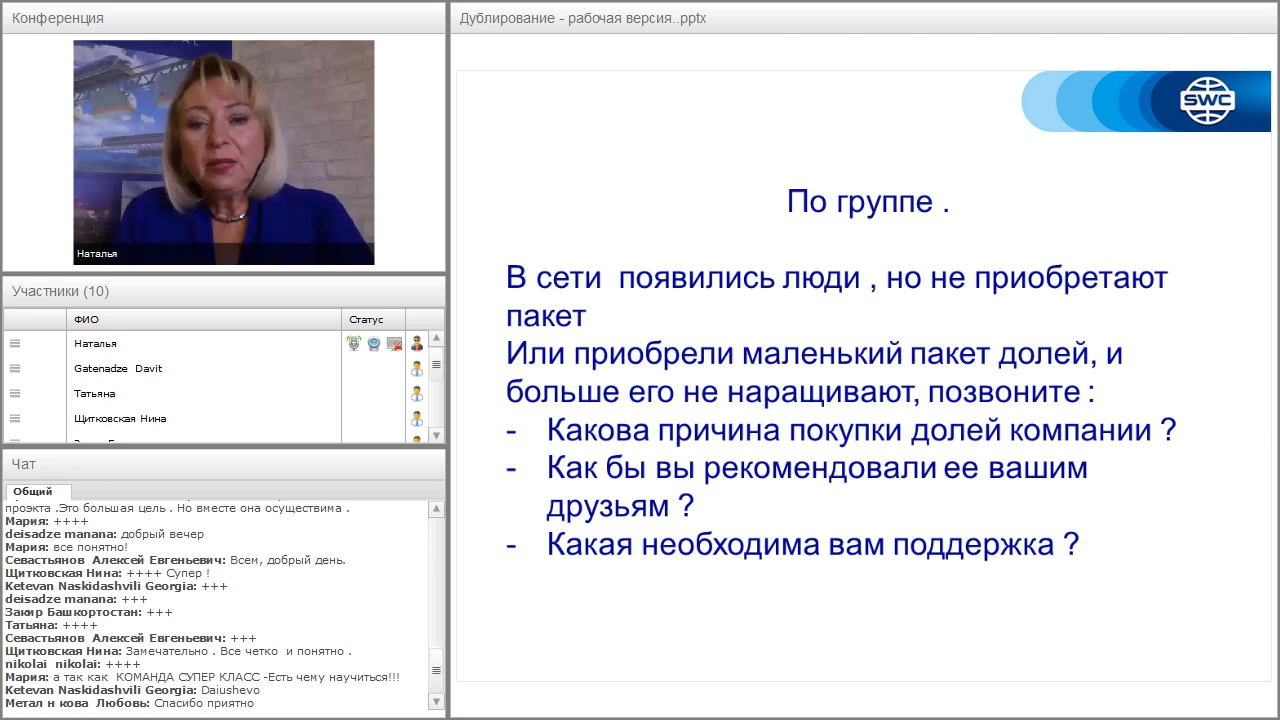 Конференция
Наталья
Участники (10)
ФИО
Статус
Наталья
Gatenadze Davit
Татьяна
Щитковская Нина
Чат
Общий
проэкта .Это большая цель . Но вместе она осуществима .
Мария: ++++
deisadze manana: добрый вечер
Мария: все понятно!
Севастьянов Алексей Евгеньевич: Всем, добрый день.
Щитковская Нина: ++++ Супер !
Ketevan Naskidashvili Georgia: +++
deisadze manana: +++
Закир Башкортостан: +++
Татьяна: ++++
Севастьянов Алексей Евгеньевич: +++
Щитковская Нина: Замечательно . Все четко и понятно .
nikolai nikolai: ++++
Мария: а так как КОМАНДА СУПЕР КЛАСС -Есть чему научиться!!!
Ketevan Naskidashvili Georgia: Daiushevo
Метал н кова Любовь: Спасибо приятно
Дублирование - рабочая версия..pptx
SWC
По группе .
В сети появились люди , но не приобретают
пакет
Или приобрели маленький пакет долей, и
больше его не наращивают, позвоните :
- Какова причина покупки долей компании ?
- Как бы вы рекомендовали ее вашим
друзьям ?
- Какая необходима вам поддержка ?